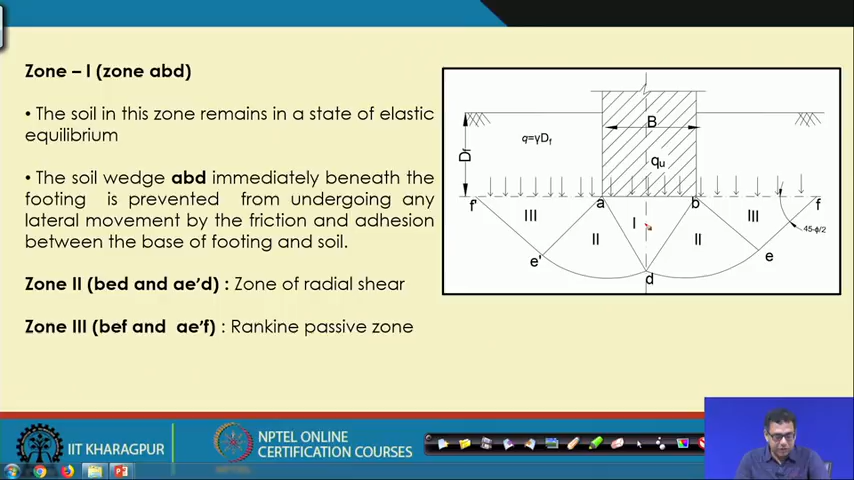 Zone – I (zone abd)
• The soil in this zone remains in a state of elastic
equilibrium
• The soil wedge abd immediately beneath the
footing is prevented from undergoing any
lateral movement by the friction and adhesion
between the base of footing and soil.
Zone II (bed and ae’d) : Zone of radial shear
Zone III (bef and ae’f) : Rankine passive zone
B
q=γDf
Df
qu
f'
a
b
f
III
I
III
II
II
45-ϕ/2
e'
e
d
IIT KHARAGPUR
NPTEL ONLINE
CERTIFICATION COURSES